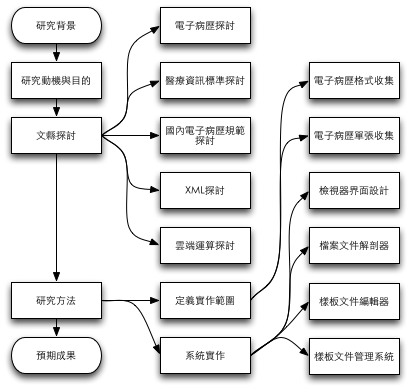 研究背景
研究動機與目的
文縣探討
研究方法
預期成果
電子病歷探討
醫療資訊標準探討
國內電子病歷規範
探討
XML探討
雲端運算探討
定義實作範圍
系統實作
電子病歷格式收集
電子病歷單張收集
檢視器界面設計
檔案文件解剖器
樣板文件編輯器
樣板文件管理系統